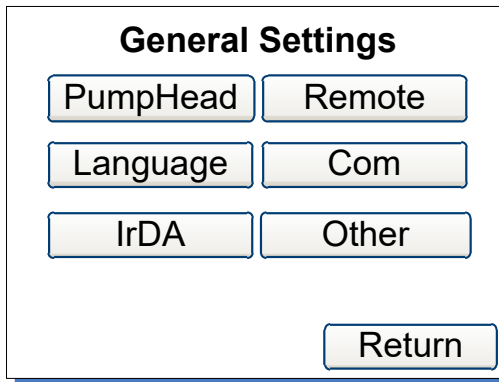 General Settings
PumpHead Remote
Language Com
IrDA Other
Return